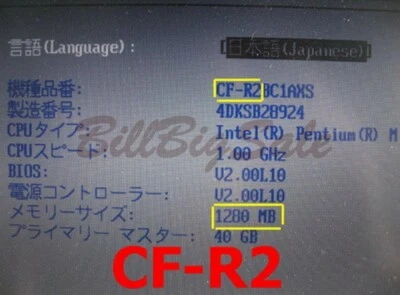 言語(Language): 日本語(Japanese)
機種品番: CF-R2BC1AXS
製造番号: 4DKSB28924
CPUタイプ: Intel(R) Pentium(R) M
CPUスピード: 1.00 GHz
BIOS: V2.00L10
電源コントローラー: V2.00L10
メモリーサイズ: 1280 MB
プライマリー マスター: 40 GB
BillBigSale
CF-R2